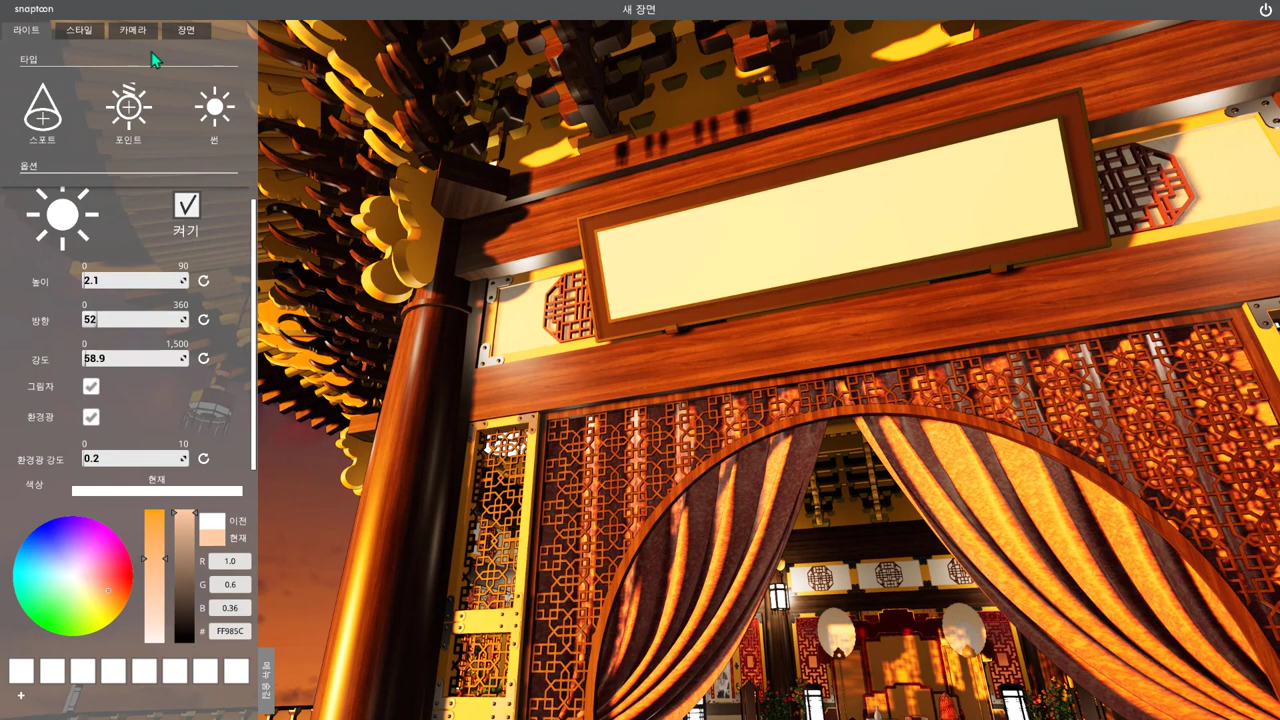 snaptoon
새 장면
라이트 스타일 카메라 장면
타입
스포트 포인트 썬
옵션
켜기
0 90
높이 2.1
0 360
방향 52
0 1,500
강도 58.9
그림자
환경광
0 10
환경광 강도 0.2
색상 현재
이전
현재
R 1.0
G 0.6
B 0.36
# FF985C
+